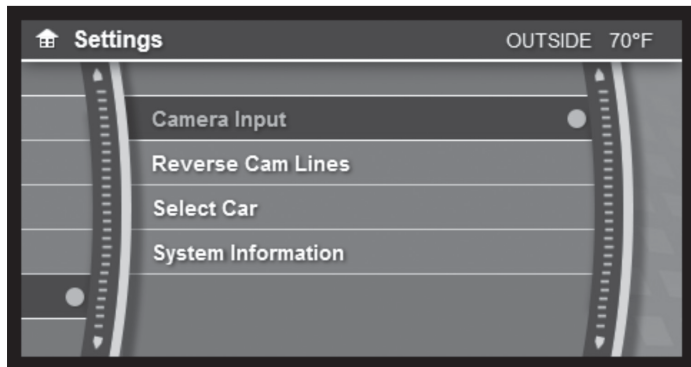 Settings OUTSIDE 70°F
Camera Input
Reverse Cam Lines
Select Car
System Information